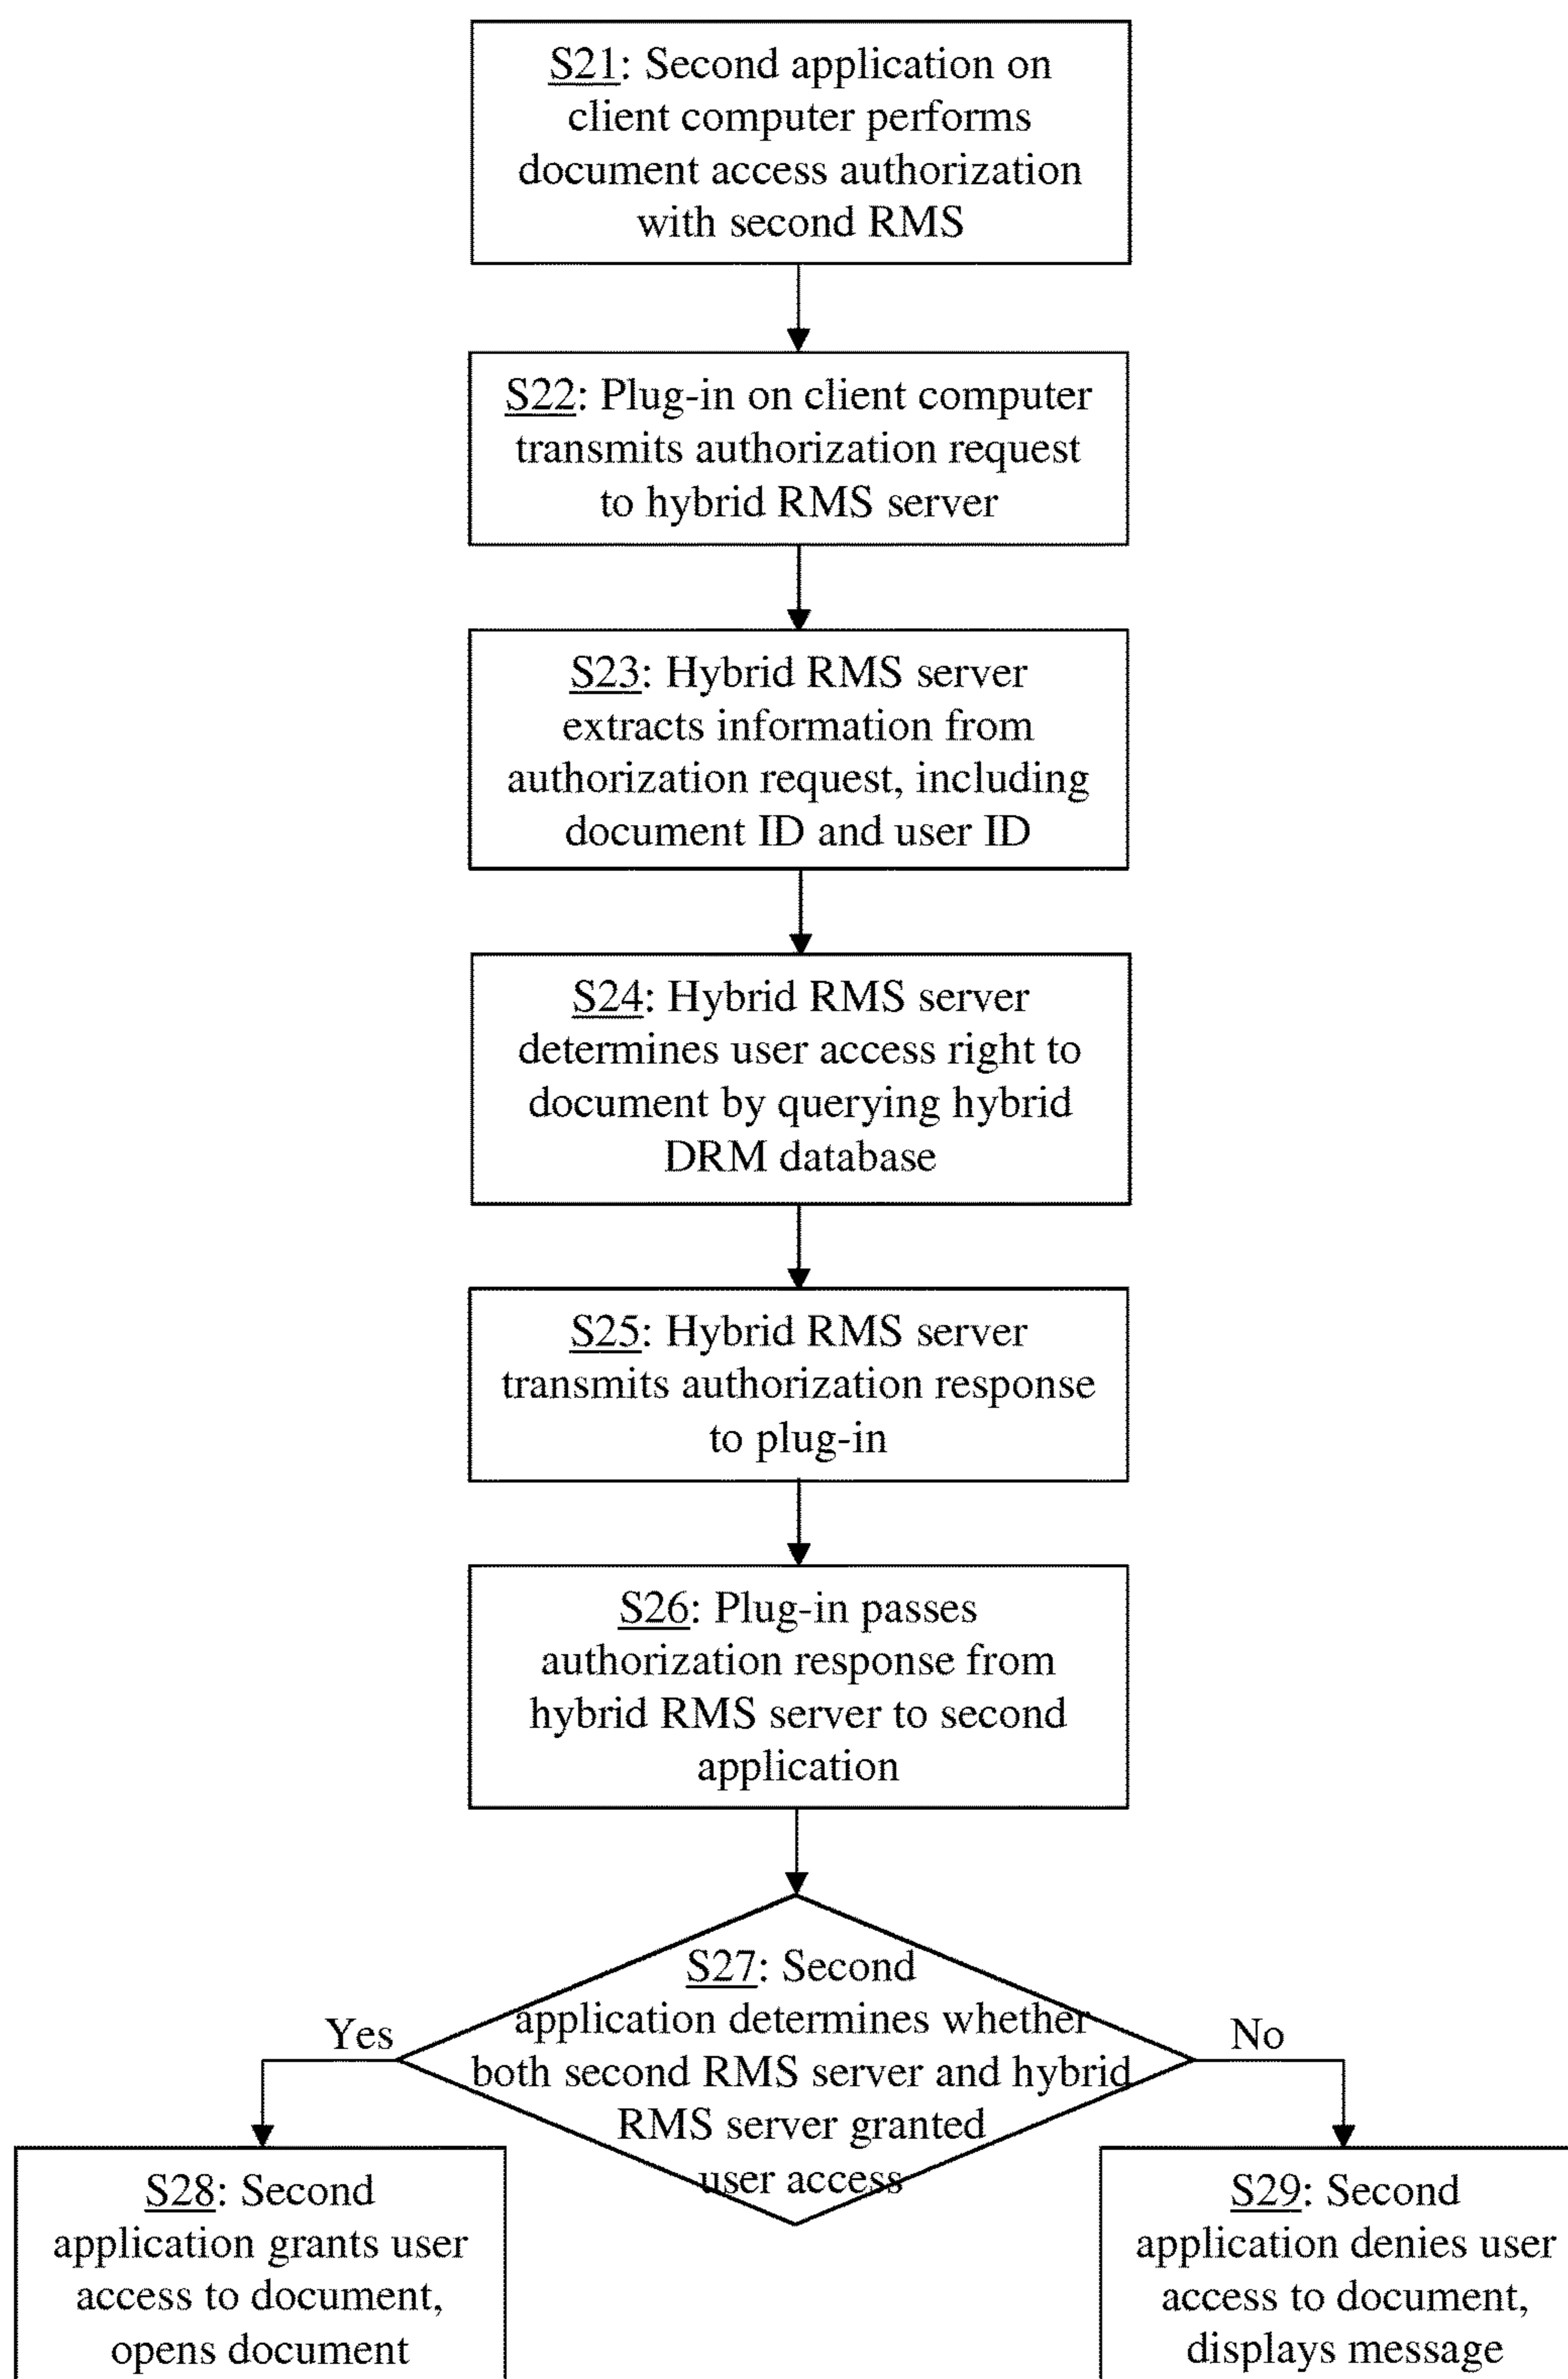 S21: Second application on
client computer performs
document access authorization
with second RMS
S22: Plug-in on client computer
transmits authorization request
to hybrid RMS server
S23: Hybrid RMS server
extracts information from
authorization request, including
document ID and user ID
S24: Hybrid RMS server
determines user access right to
document by querying hybrid
DRM database
S25: Hybrid RMS server
transmits authorization response
to plug-in
S26: Plug-in passes
authorization response from
hybrid RMS server to second
application
S27: Second
application determines whether
both second RMS server and hybrid
RMS server granted
user access
Yes
No
S28: Second
application grants user
access to document,
opens document
S29: Second
application denies user
access to document,
displays message